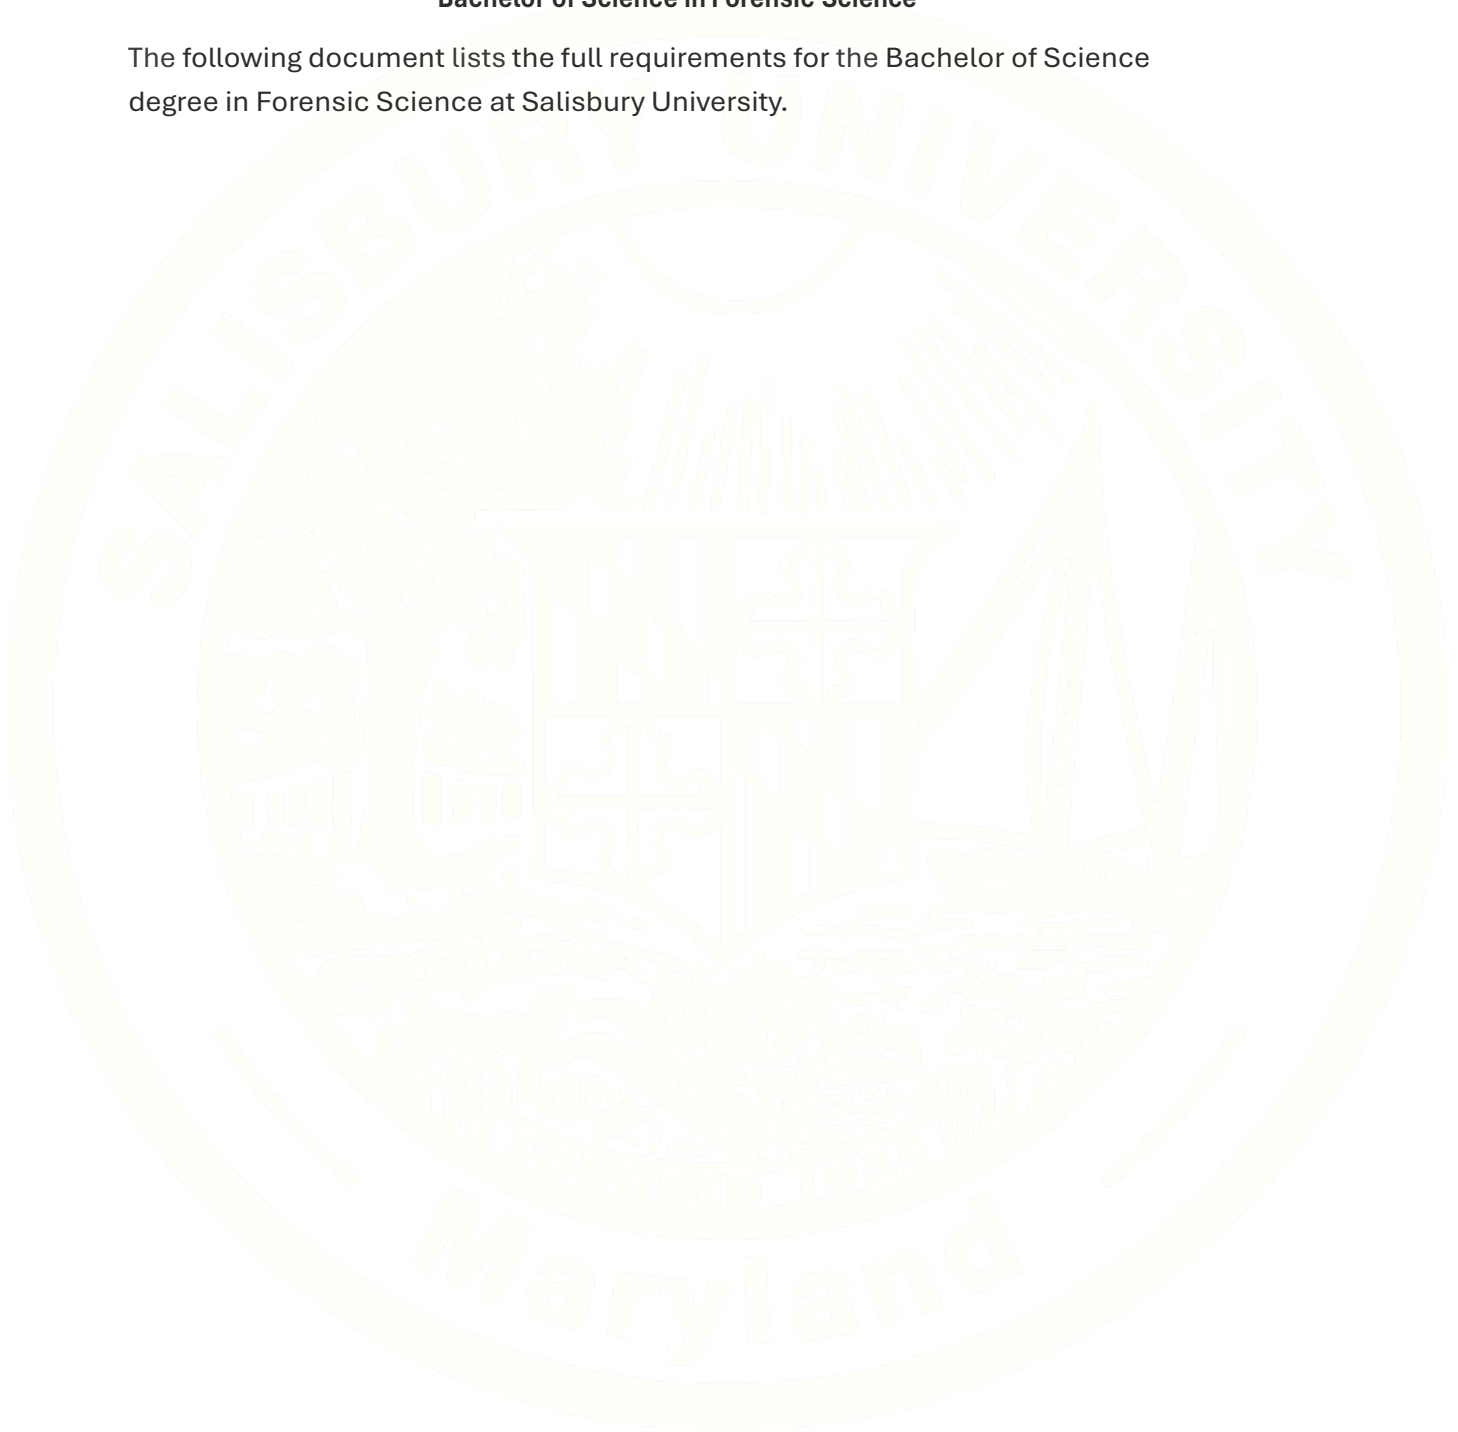 Bachelor of Science in Forensic Science
The following document lists the full requirements for the Bachelor of Science
degree in Forensic Science at Salisbury University.
SALISBURY UNIVERSITY
Maryland